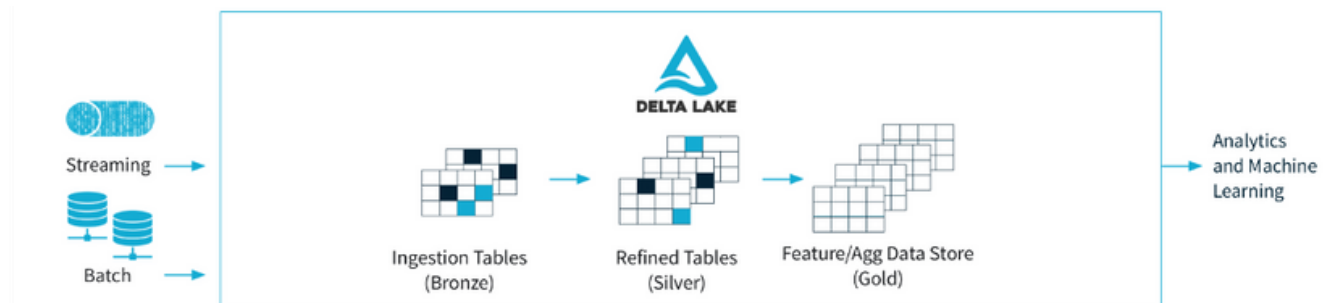 DELTA LAKE
Streaming
Batch
Ingestion Tables
(Bronze)
Refined Tables
(Silver)
Feature/Agg Data Store
(Gold)
Analytics
and Machine
Learning